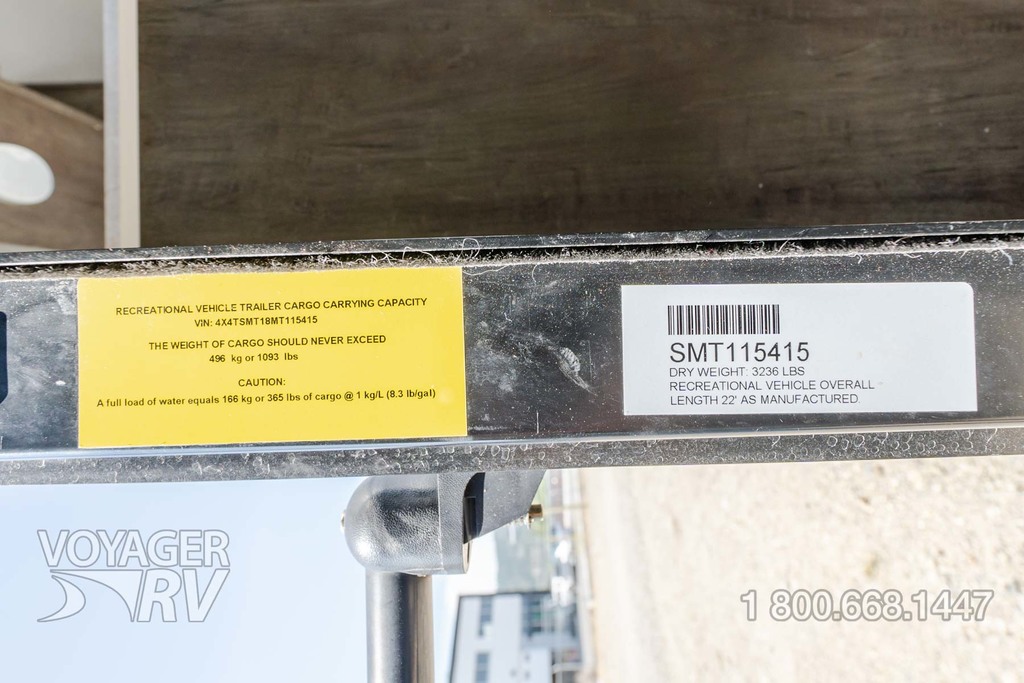 RECREATIONAL VEHICLE TRAILER CARGO CARRYING CAPACITY
VIN: 4X4TSMT18MT115415
THE WEIGHT OF CARGO SHOULD NEVER EXCEED
496 kg or 1093 lbs
CAUTION:
A full load of water equals 166 kg or 365 lbs of cargo @ 1 kg/L (8.3 lb/gal)
SMT115415
DRY WEIGHT: 3236 LBS
RECREATIONAL VEHICLE OVERALL
LENGTH 22' AS MANUFACTURED.
VOYAGER
RV
1 800.668.1447